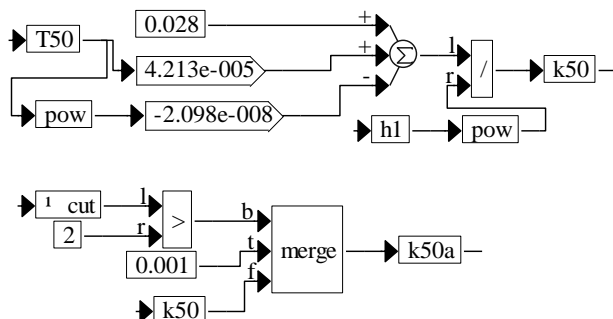 0.028
+
T50
+
4.213e-005
Σ
l
/
k50
-
r
pow
-2.098e-008
h1
pow
¹ cut
l
>
b
2
r
t
merge
k50a
0.001
f
k50